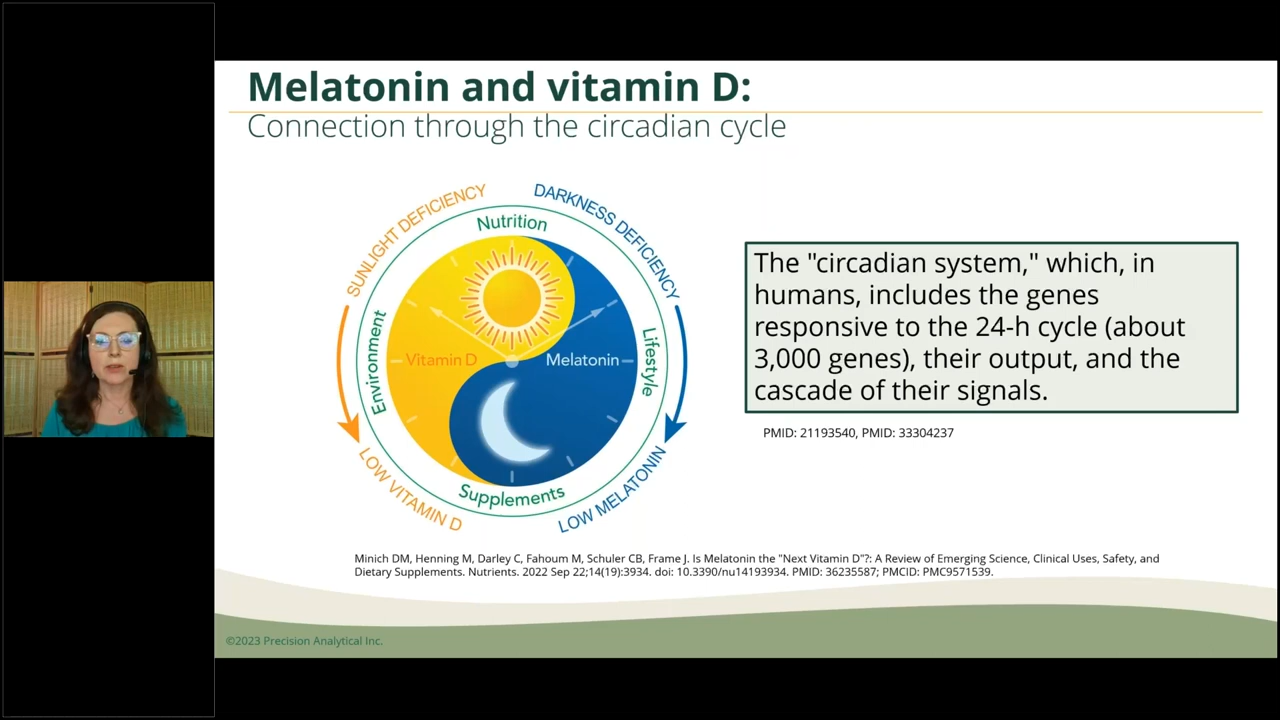 Melatonin and vitamin D:
Connection through the circadian cycle
SUNLIGHT DEFICIENCY
DARKNESS DEFICIENCY
Nutrition
Environment
Vitamin D
Melatonin
Lifestyle
Supplements
LOW VITAMIN D
LOW MELATONIN
The "circadian system," which, in
humans, includes the genes
responsive to the 24-h cycle (about
3,000 genes), their output, and the
cascade of their signals.
PMID: 21193540, PMID: 33304237
Minich DM, Henning M, Darley C, Fahoum M, Schuler CB, Frame J. Is Melatonin the "Next Vitamin D"?: A Review of Emerging Science, Clinical Uses, Safety, and
Dietary Supplements. Nutrients. 2022 Sep 22;14(19):3934. doi: 10.3390/nu14193934. PMID: 36235587; PMCID: PMC9571539.
©2023 Precision Analytical Inc.